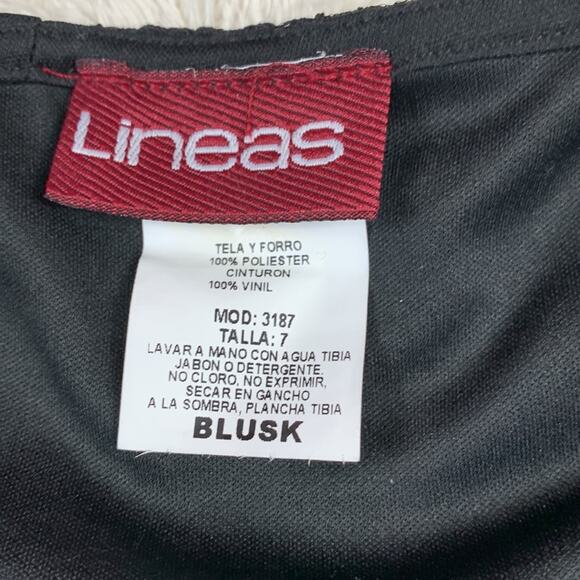 Lineas
TELA Y FORRO
100% POLIESTER
CINTURON
100% VINIL
MOD: 3187
TALLA: 7
LAVAR A MANO CON AGUA TIBIA
JABON O DETERGENTE,
NO CLORO, NO EXPRIMIR,
SECAR EN GANCHO
A LA SOMBRA, PLANCHA TIBIA
BLUSK